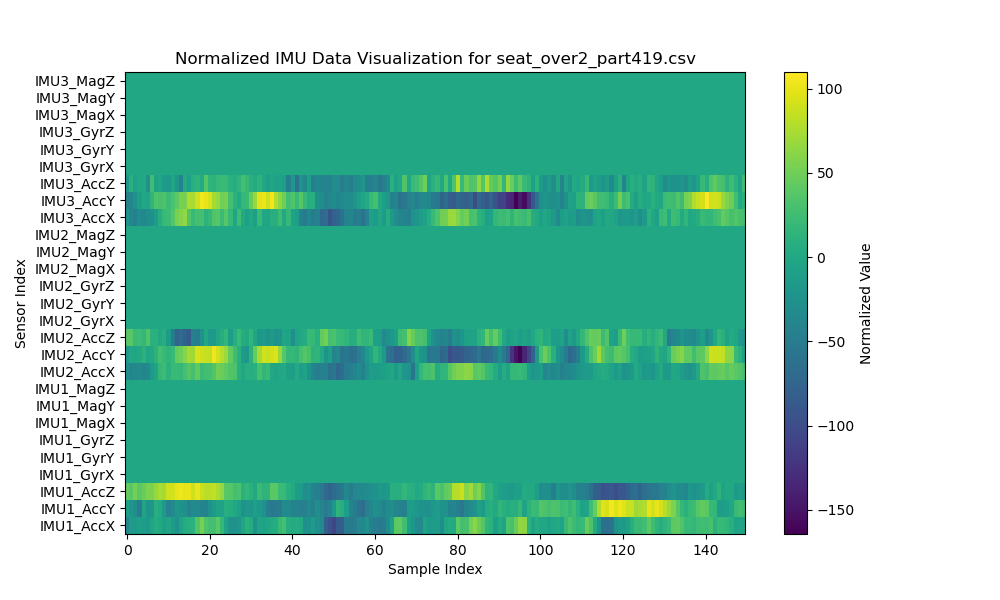 Normalized IMU Data Visualization for seat_over2_part419.csv
IMU3_MagZ
IMU3_MagY
IMU3_MagX
IMU3_GyrZ
IMU3_GyrY
IMU3_GyrX
IMU3_AccZ
IMU3_AccY
IMU3_AccX
IMU2_MagZ
IMU2_MagY
IMU2_MagX
IMU2_GyrZ
IMU2_GyrY
IMU2_GyrX
IMU2_AccZ
IMU2_AccY
IMU2_AccX
IMU1_MagZ
IMU1_MagY
IMU1_MagX
IMU1_GyrZ
IMU1_GyrY
IMU1_GyrX
IMU1_AccZ
IMU1_AccY
IMU1_AccX
Sensor Index
0 20 40 60 80 100 120 140
Sample Index
100
50
0
−50
−100
−150
Normalized Value